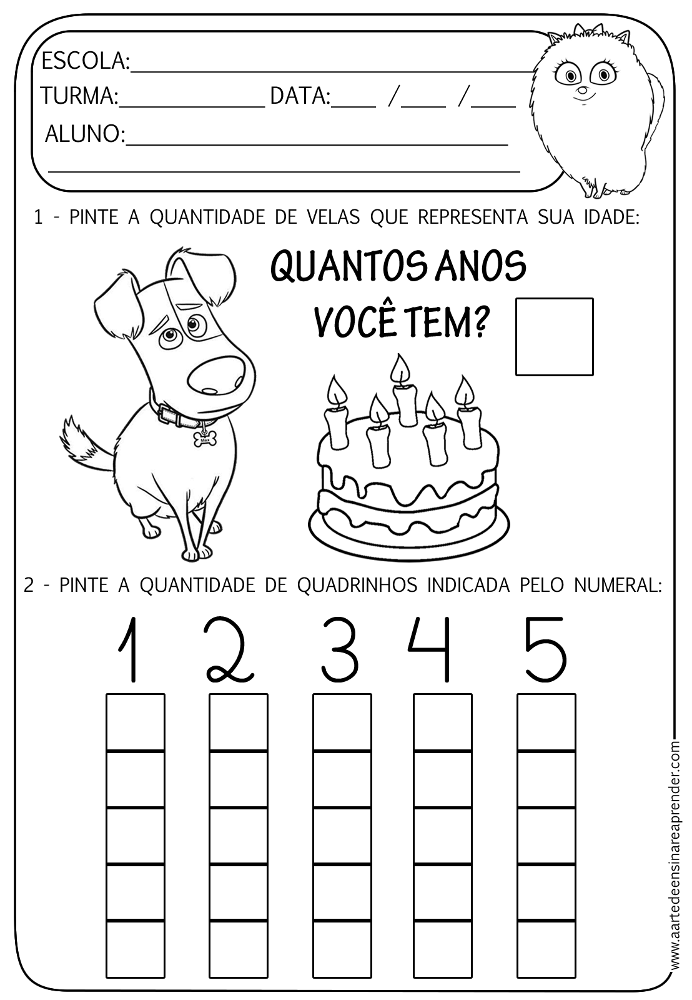 ESCOLA:
TURMA: DATA: / /
ALUNO:
1 - PINTE A QUANTIDADE DE VELAS QUE REPRESENTA SUA IDADE:
QUANTOS ANOS
VOCÊ TEM?
Max
2 - PINTE A QUANTIDADE DE QUADRINHOS INDICADA PELO NUMERAL:
1 2 3 4 5
www.aartedeensinareaprender.com